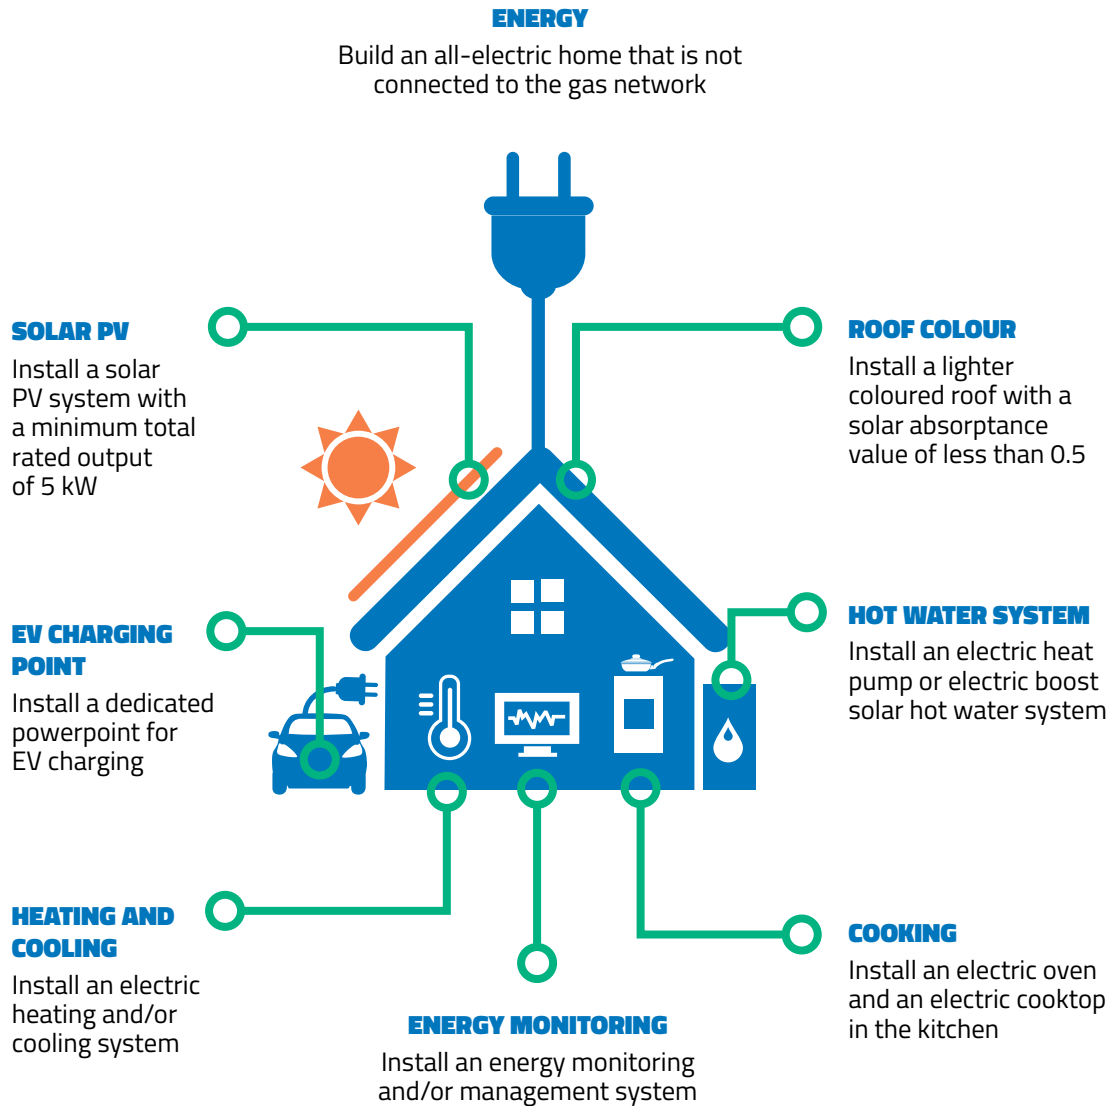 ENERGY
Build an all-electric home that is not
connected to the gas network
SOLAR PV
Install a solar
PV system with
a minimum total
rated output
of 5 kW
ROOF COLOUR
Install a lighter
coloured roof with a
solar absorptance
value of less than 0.5
EV CHARGING
POINT
Install a dedicated
powerpoint for
EV charging
HOT WATER SYSTEM
Install an electric heat
pump or electric boost
solar hot water system
HEATING AND
COOLING
Install an electric
heating and/or
cooling system
ENERGY MONITORING
Install an energy monitoring
and/or management system
COOKING
Install an electric oven
and an electric cooktop
in the kitchen